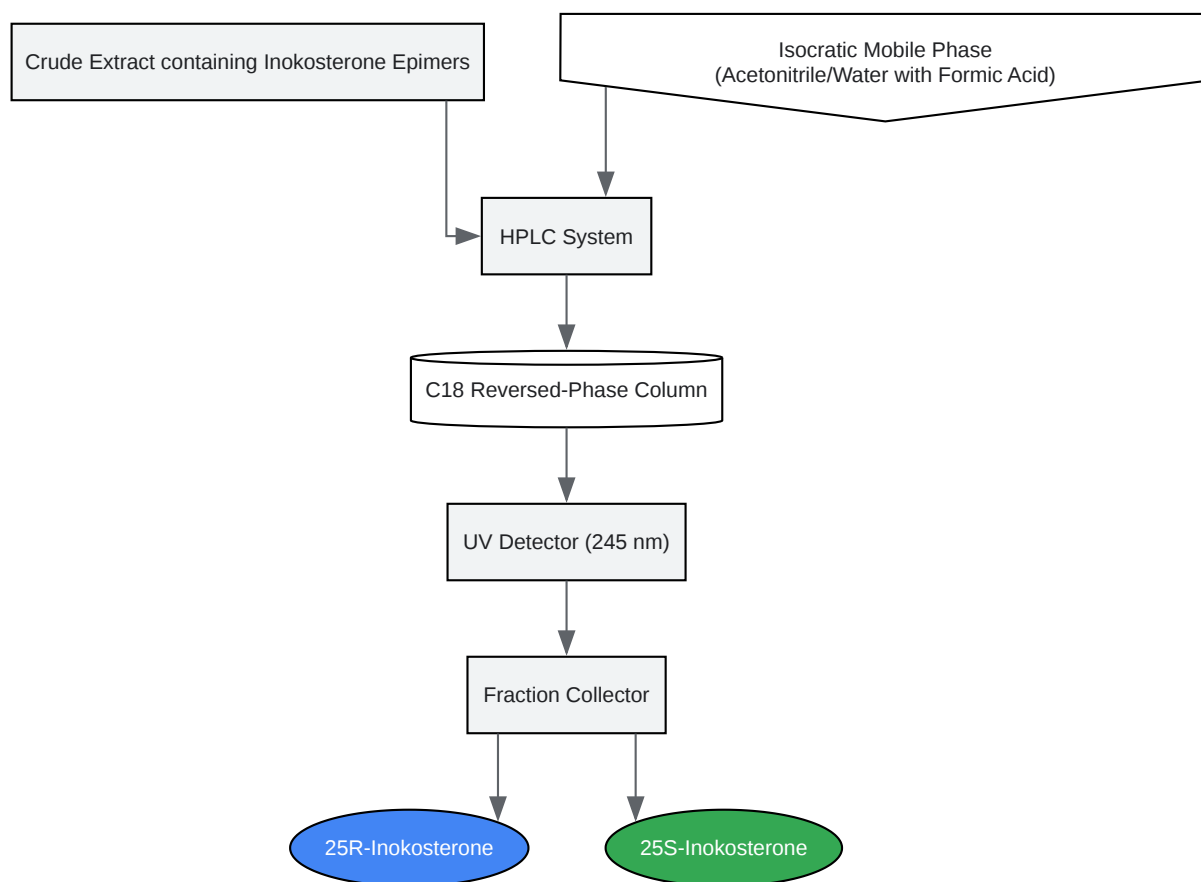 Crude Extract containing Inokosterone Epimers
Isocratic Mobile Phase
(Acetonitrile/Water with Formic Acid)
HPLC System
C18 Reversed-Phase Column
UV Detector (245 nm)
Fraction Collector
25R-Inokosterone
25S-Inokosterone